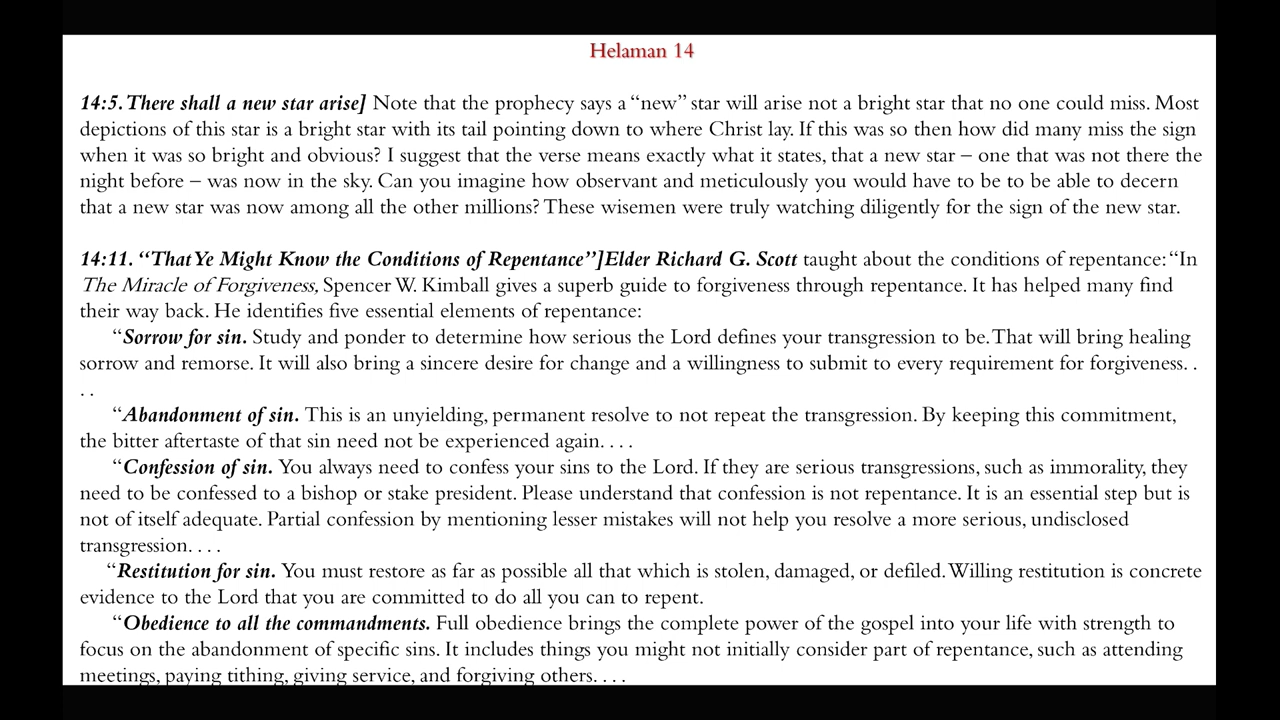 Helaman 14
14:5. There shall a new star arise] Note that the prophecy says a “new” star will arise not a bright star that no one could miss. Most
depictions of this star is a bright star with its tail pointing down to where Christ lay. If this was so then how did many miss the sign
when it was so bright and obvious? I suggest that the verse means exactly what it states, that a new star – one that was not there the
night before – was now in the sky. Can you imagine how observant and meticulously you would have to be to be able to decern
that a new star was now among all the other millions? These wisemen were truly watching diligently for the sign of the new star.
14:11. “That Ye Might Know the Conditions of Repentance”]Elder Richard G. Scott taught about the conditions of repentance: “In
The Miracle of Forgiveness, Spencer W. Kimball gives a superb guide to forgiveness through repentance. It has helped many find
their way back. He identifies five essential elements of repentance:
“Sorrow for sin. Study and ponder to determine how serious the Lord defines your transgression to be. That will bring healing
sorrow and remorse. It will also bring a sincere desire for change and a willingness to submit to every requirement for forgiveness. .
. .
“Abandonment of sin. This is an unyielding, permanent resolve to not repeat the transgression. By keeping this commitment,
the bitter aftertaste of that sin need not be experienced again. . . .
“Confession of sin. You always need to confess your sins to the Lord. If they are serious transgressions, such as immorality, they
need to be confessed to a bishop or stake president. Please understand that confession is not repentance. It is an essential step but is
not of itself adequate. Partial confession by mentioning lesser mistakes will not help you resolve a more serious, undisclosed
transgression. . . .
“Restitution for sin. You must restore as far as possible all that which is stolen, damaged, or defiled. Willing restitution is concrete
evidence to the Lord that you are committed to do all you can to repent.
“Obedience to all the commandments. Full obedience brings the complete power of the gospel into your life with strength to
focus on the abandonment of specific sins. It includes things you might not initially consider part of repentance, such as attending
meetings, paying tithing, giving service, and forgiving others. . . .